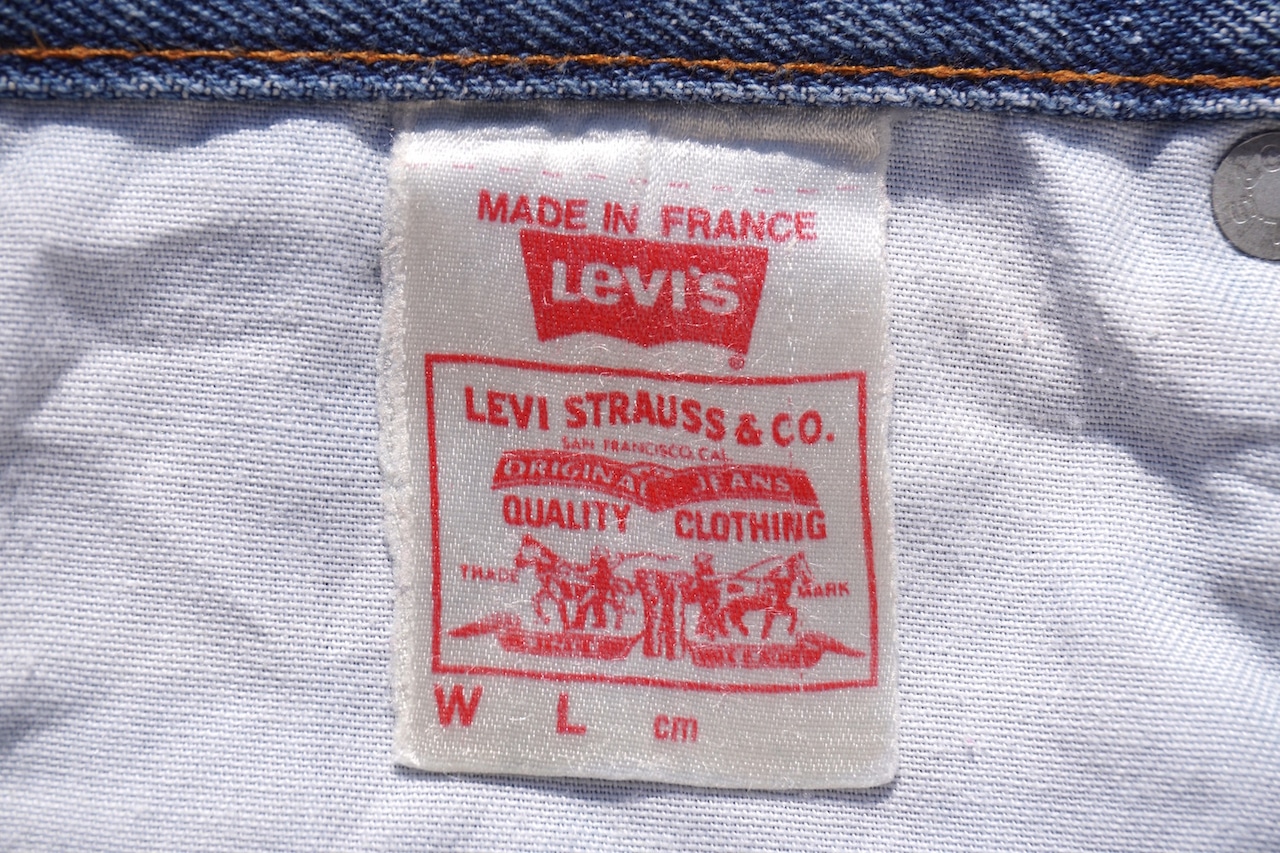 MADE IN FRANCE
Levi's
®
LEVI STRAUSS & CO.
SAN FRANCISCO, CAL.
ORIGINAL JEANS
QUALITY CLOTHING
TRADE MARK
W L cm